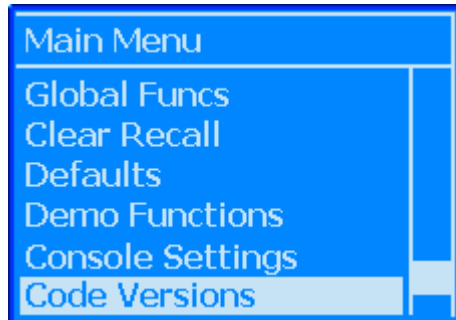 Main Menu
Global Funcs
Clear Recall
Defaults
Demo Functions
Console Settings
Code Versions